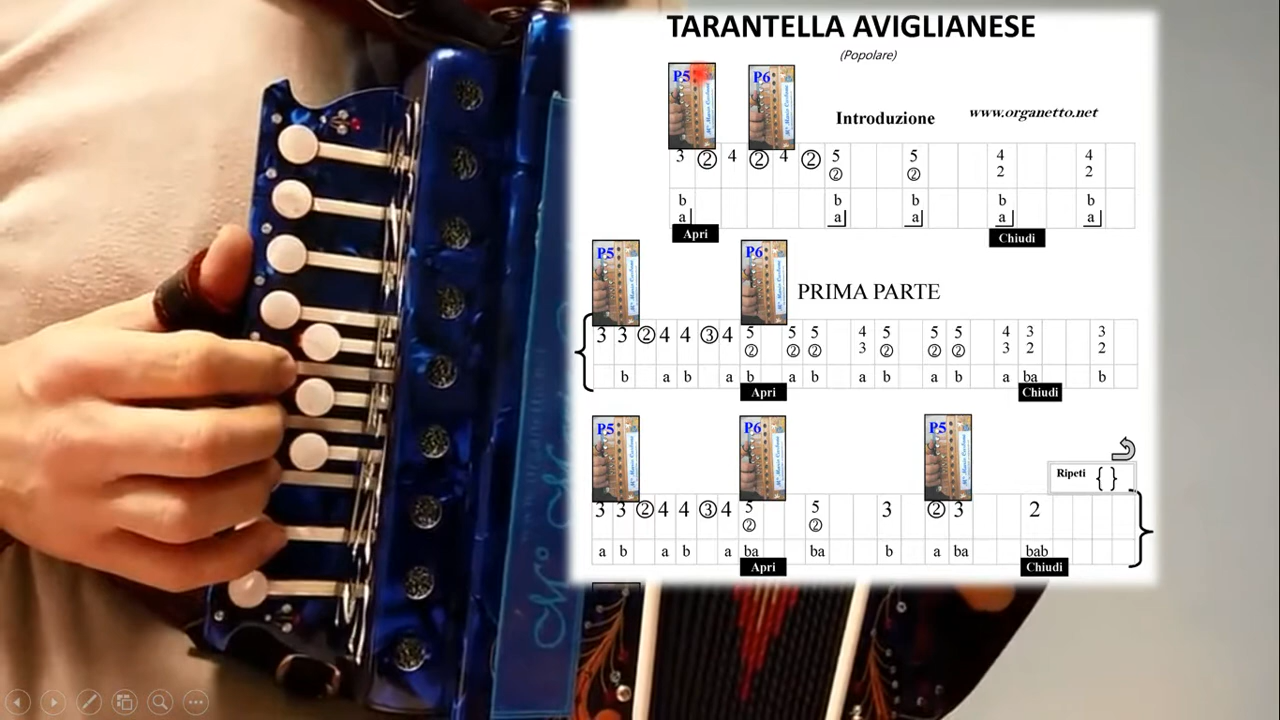 TARANTELLA AVIGLIANESE
(Popolare)
P5 P6
Introduzione www.organetto.net
3 ② 4 ② 4 ② 5 5 4 4
② ② 2 2
b b b b b
a a a a a
Apri Chiudi
P5 P6
PRIMA PARTE
3 3 ② 4 4 ③ 4 5 5 5 4 5 5 5 4 3 3
② ② ② 3 ② ② ② 3 2 2
b a b a b a b a b a b a ba b
Apri Chiudi
P5 P6 P5
Ripeti { }
3 3 ② 4 4 ③ 4 5 5 3 ② 3 2
② ②
a b a b a ba ba b a ba bab
Apri Chiudi